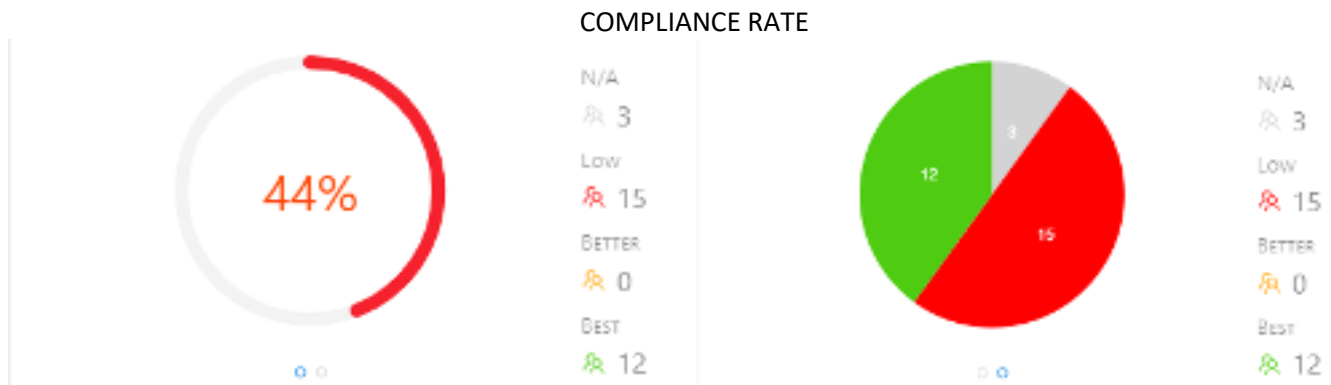 COMPLIANCE RATE
44%
N/A
3
LOW
15
BETTER
0
BEST
12
3
12
15
N/A
3
LOW
15
BETTER
0
BEST
12